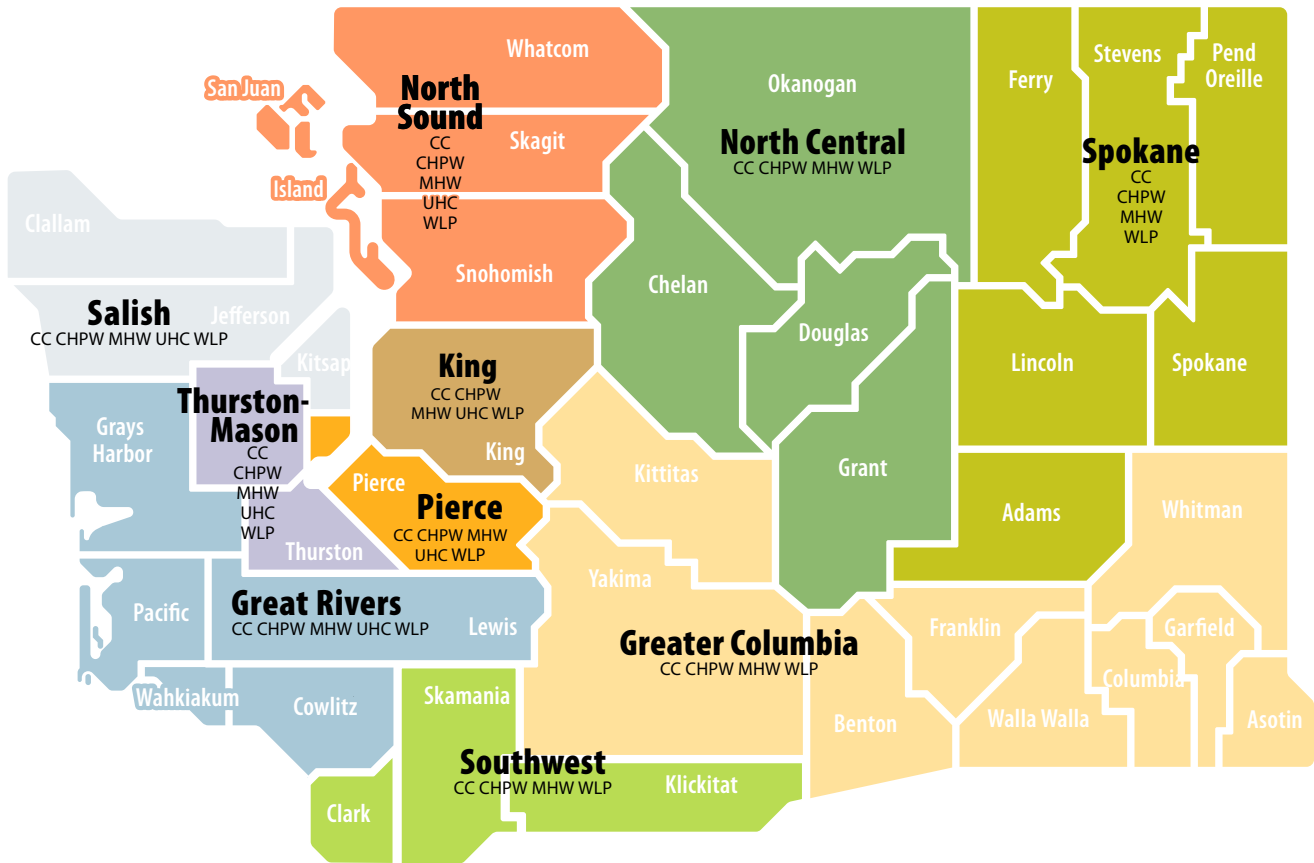 Whatcom
San Juan
North
Sound
CC
CHPW
MHW
UHC
WLP
Skagit
Island
Snohomish
Okanogan
North Central
CC CHPW MHW WLP
Chelan
Douglas
Grant
Ferry
Stevens
Pend
Oreille
Spokane
CC
CHPW
MHW
WLP
Lincoln
Spokane
Adams
Clallam
Salish
Jefferson
CC CHPW MHW UHC WLP
Kitsap
King
CC CHPW
MHW UHC WLP
King
Thurston-
Mason
CC
CHPW
MHW
UHC
WLP
Thurston
Grays
Harbor
Pierce
Pierce
CC CHPW MHW
UHC WLP
Kittitas
Yakima
Whitman
Pacific
Great Rivers
CC CHPW MHW UHC WLP
Lewis
Wahkiakum
Cowlitz
Greater Columbia
CC CHPW MHW WLP
Franklin
Garfield
Columbia
Benton
Walla Walla
Asotin
Skamania
Southwest
CC CHPW MHW WLP
Klickitat
Clark